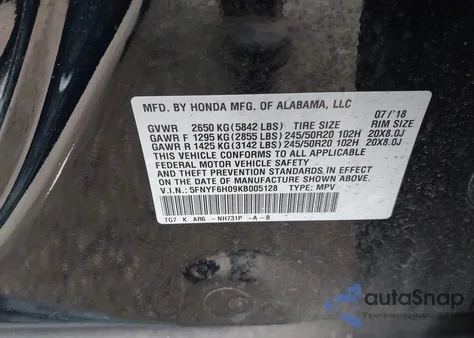 MFD. BY HONDA MFG. OF ALABAMA, LLC 07/'18
GVWR 2650 KG(5842 LBS) TIRE SIZE RIM SIZE
GAWR F 1295 KG(2855 LBS)245/50R20 102H 20X8.0J
GAWR R 1425 KG(3142 LBS)245/50R20 102H 20X8.0J
THIS VEHICLE CONFORMS TO ALL APPLICABLE
FEDERAL MOTOR VEHICLE SAFETY
AND THEFT PREVENTION STANDARDS IN EFFECT ON
THE DATE OF MANUFACTURE SHOWN ABOVE.
V.I.N.: 5FNYF6H09KB005128 TYPE: MPV
TG7 K AR6 -NH731P -A-8
autoSnap
Powered by